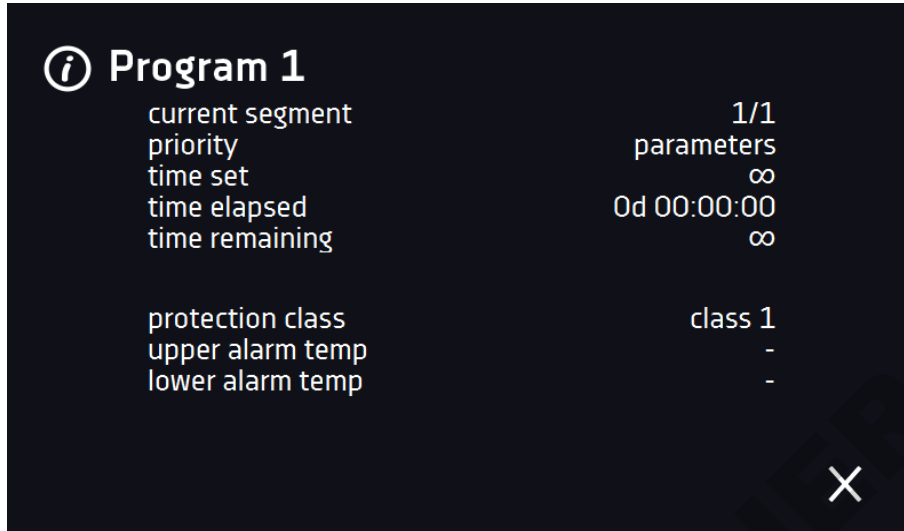 i Program 1
current segment 1/1
priority parameters
time set ∞
time elapsed 0d 00:00:00
time remaining ∞
protection class class 1
upper alarm temp -
lower alarm temp -